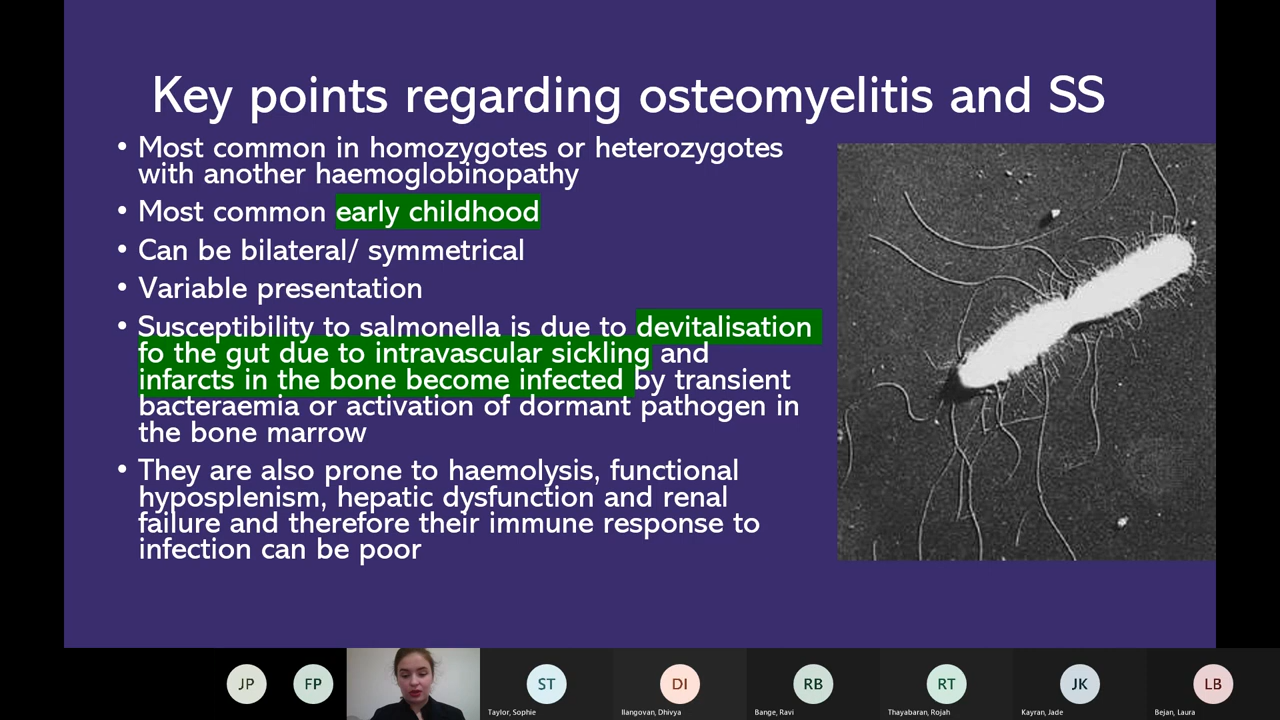 Key points regarding osteomyelitis and SS
• Most common in homozygotes or heterozygotes
with another haemoglobinopathy
• Most common early childhood
• Can be bilateral/ symmetrical
• Variable presentation
• Susceptibility to salmonella is due to devitalisation
fo the gut due to intravascular sickling and
infarcts in the bone become infected by transient
bacteraemia or activation of dormant pathogen in
the bone marrow
• They are also prone to haemolysis, functional
hyposplenism, hepatic dysfunction and renal
failure and therefore their immune response to
infection can be poor
JP
FP
ST
DI
RB
RT
JK
LB
Taylor, Sophie
Ilangovan, Dhivya
Bange, Ravi
Thayabaran, Rojah
Kayran, Jade
Bejan, Laura